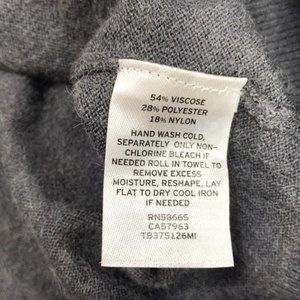 54% VISCOSE
28% POLYESTER
18% NYLON
HAND WASH COLD,
SEPARATELY ONLY NON-
CHLORINE BLEACH IF
NEEDED ROLL IN TOWEL TO
REMOVE EXCESS
MOISTURE, RESHAPE, LAY
FLAT TO DRY COOL IRON
IF NEEDED
RN58665
CA57963
TB375126MI